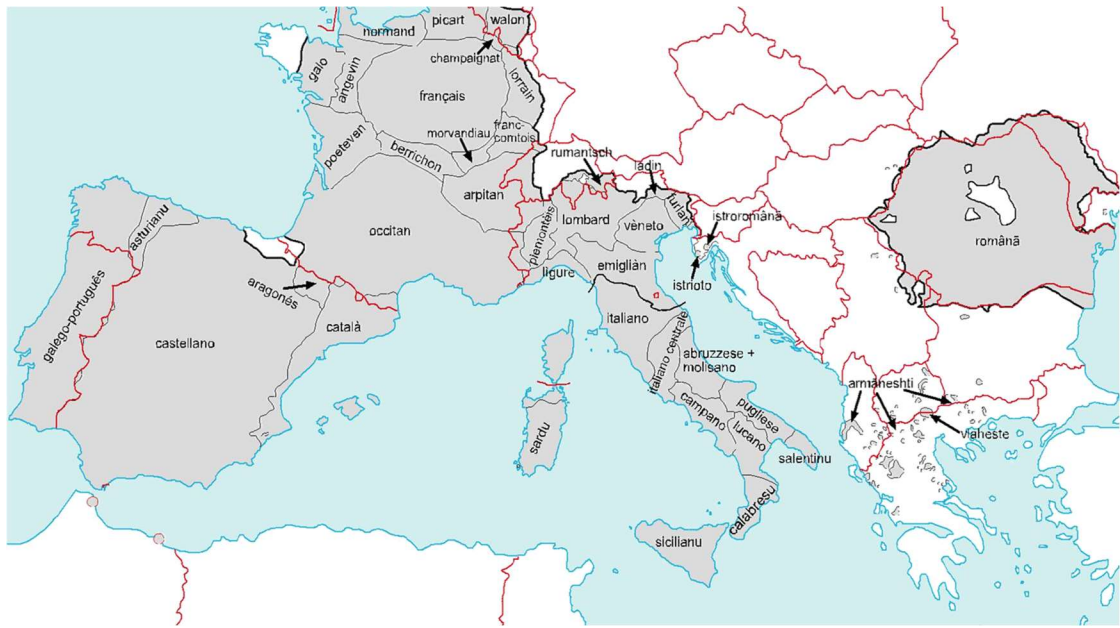 normand
picart
walon
champaignat
galo
angevin
français
lorrain
morvandiau
franc-
comtois
poetevan
berrichon
arpitan
rumantsch
ladin
furlan
lombard
vèneto
istroromână
piemontèis
ligure
emigliàn
istrioto
occitan
asturianu
aragonés
galego-portugués
castellano
català
italiano
italiano centrale
abruzzese +
molisano
campano
pugliese
lucano
salentinu
sardu
calabresu
sicilianu
română
armãneshti
vlaheste